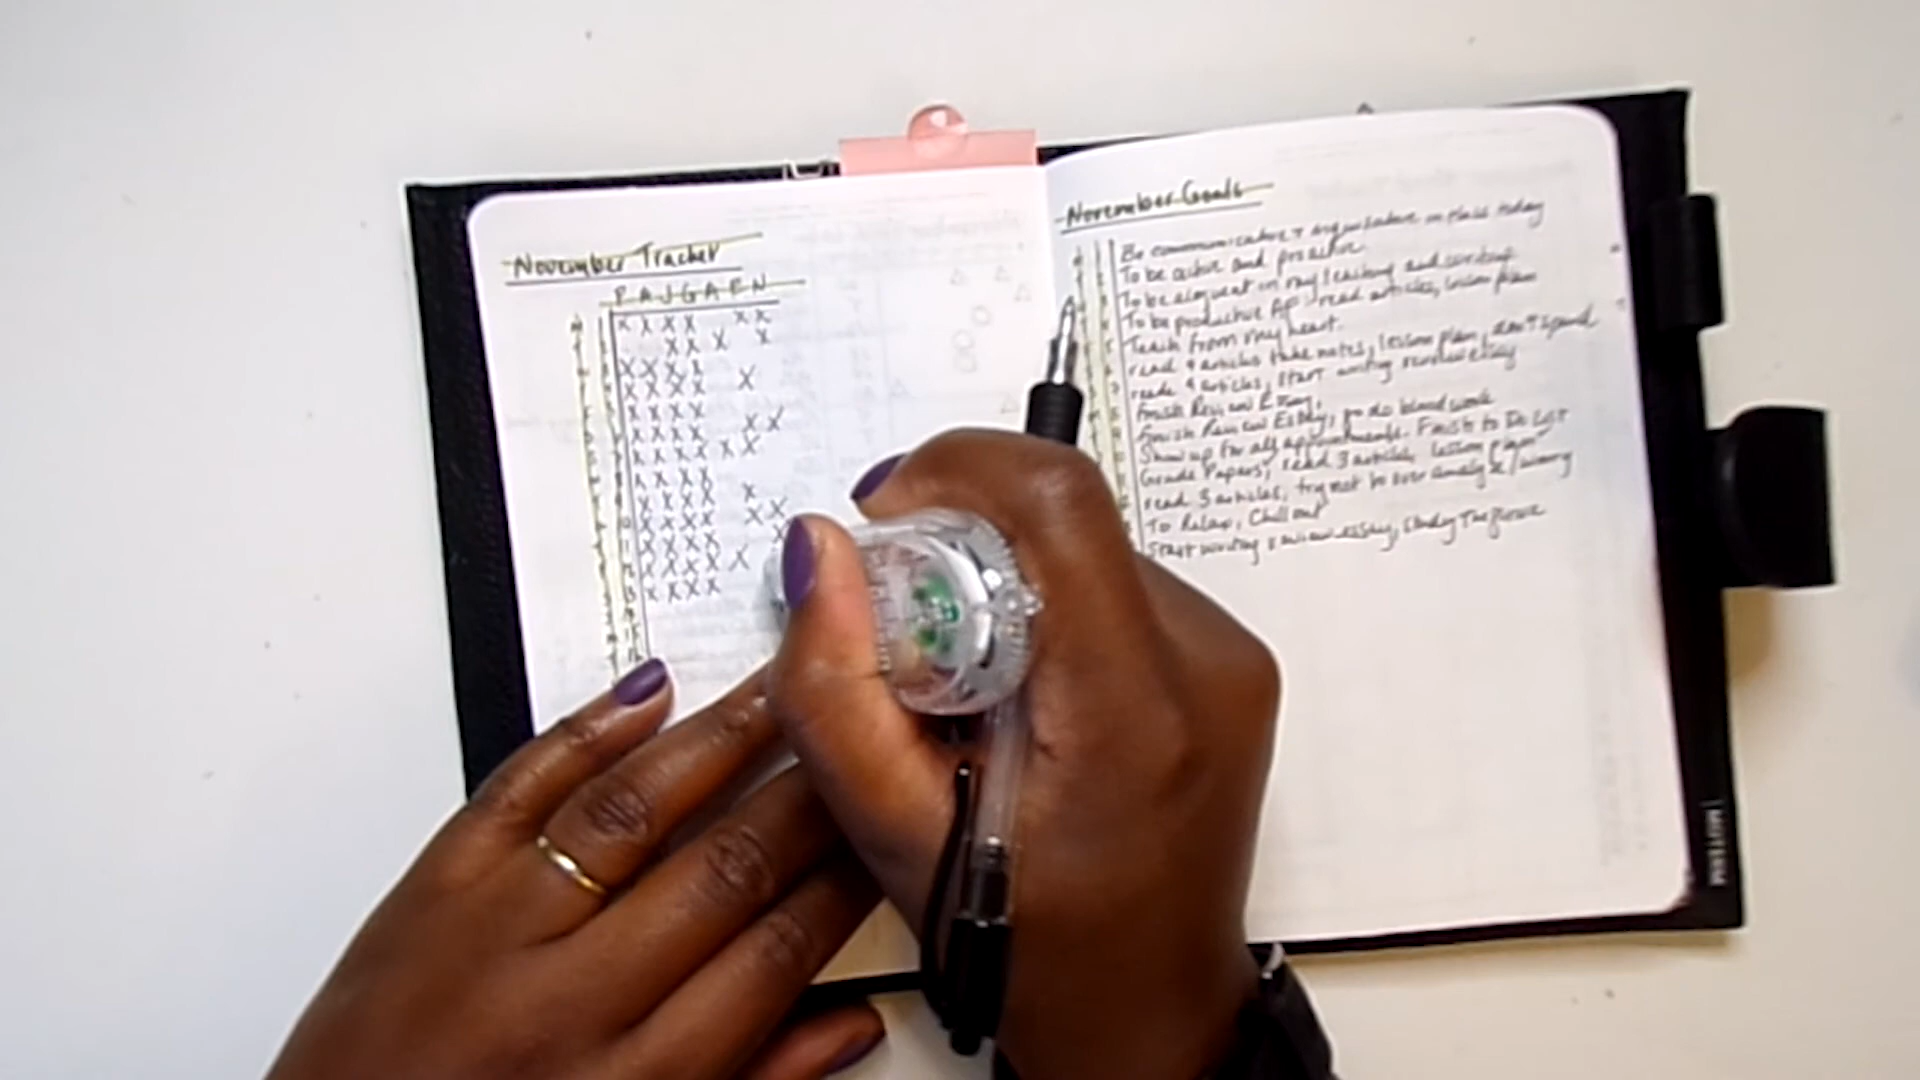 November Tracker
P A J G A F N
X X X X X X
X X X X
X X X X
X X X X X
X X X X
X X X X X X
X X X X X X
X X X X
X X X X X
X X X X X X
X X X X
X X X X X
X X X X
November Goals
Be communicative + in class today
To be active and proactive
To be eloquent in my teaching and writing
To be productive AF: read articles, lesson plan
Teach from my heart.
read 4 articles take notes, lesson plan, don't spend
read 4 articles, start writing review essay
finish Review Essay,
finish Review Essay, go do blood work
Show up for all appointments. Finish to Do List
Grade Papers, read 3 articles, lesson plan
read 3 articles, try not to over analyze/worry
To Relax, Chill out
Start writing review essay, study